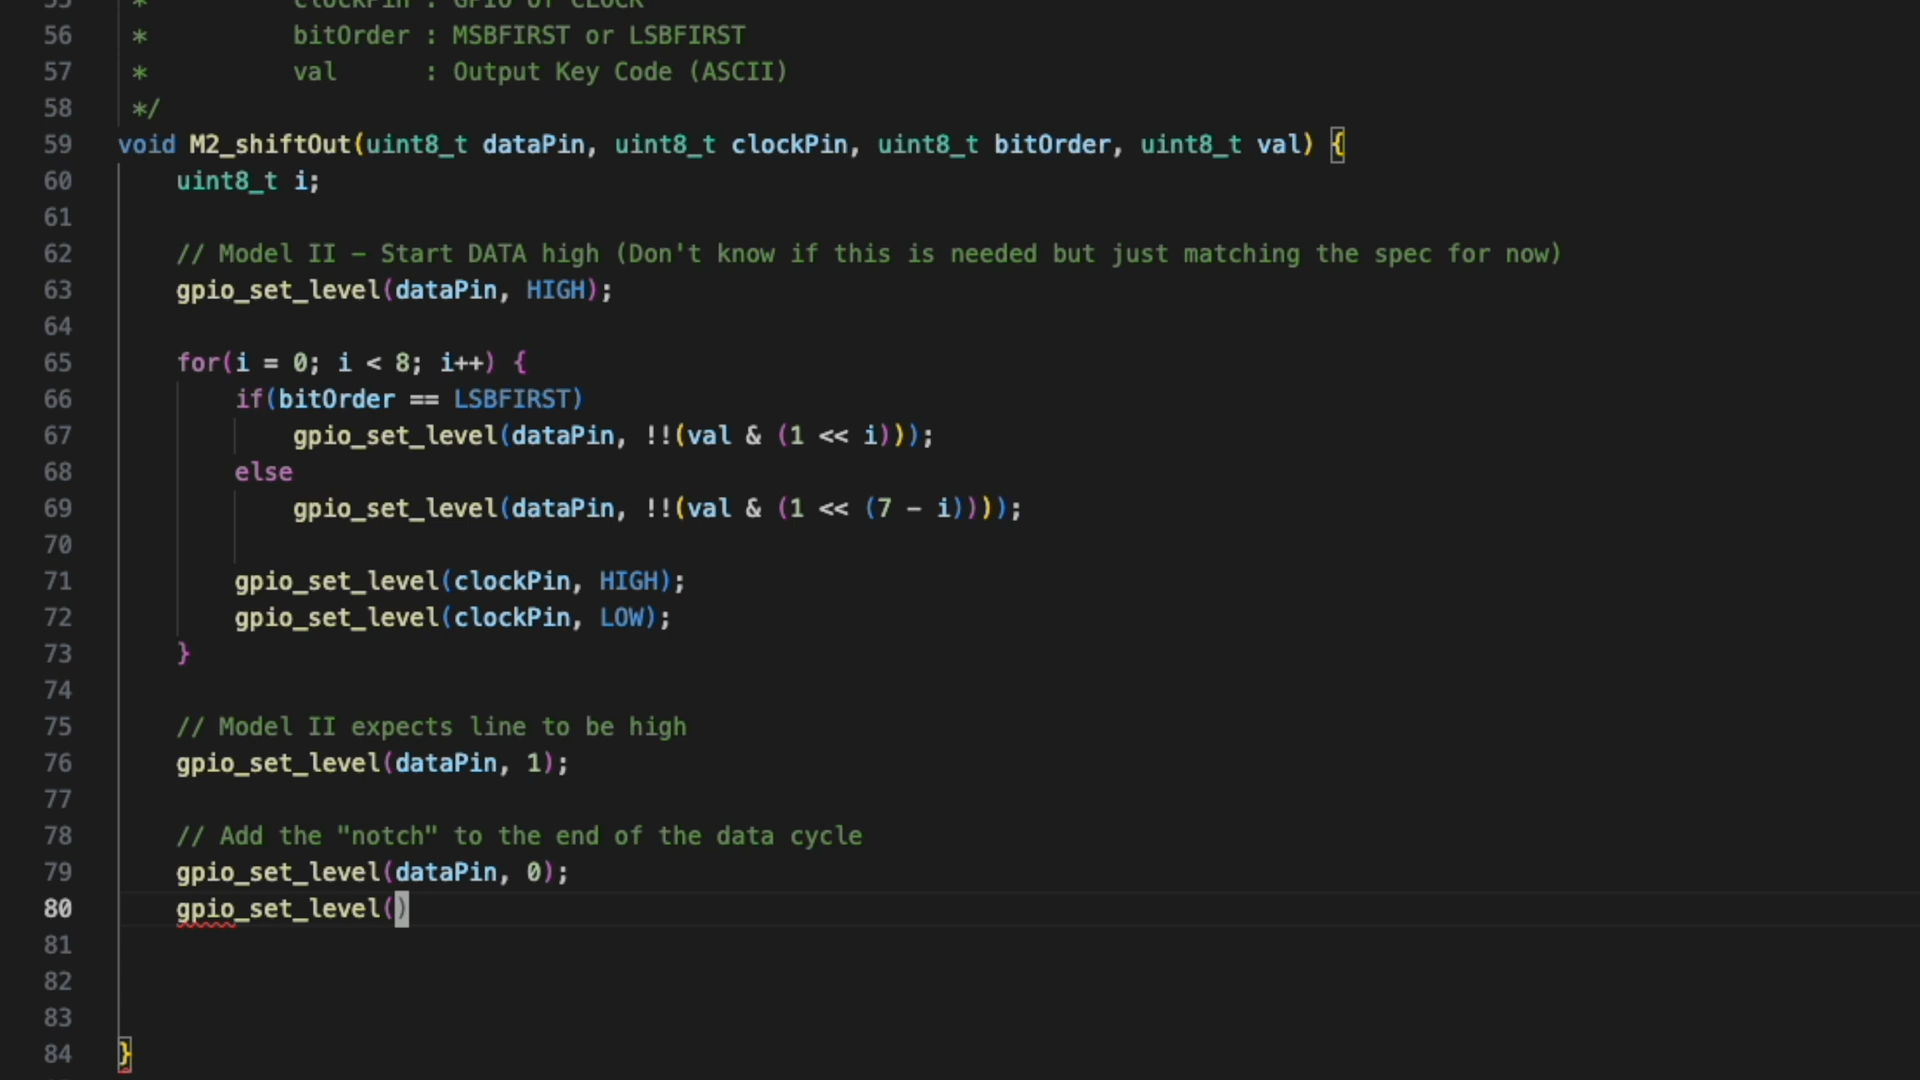 55 * clockPin : GPIO of CLOCK
56 * bitOrder : MSBFIRST or LSBFIRST
57 * val : Output Key Code (ASCII)
58 */
59 void M2_shiftOut(uint8_t dataPin, uint8_t clockPin, uint8_t bitOrder, uint8_t val) {
60 uint8_t i;
61
62 // Model II – Start DATA high (Don't know if this is needed but just matching the spec for now)
63 gpio_set_level(dataPin, HIGH);
64
65 for(i = 0; i < 8; i++) {
66 if(bitOrder == LSBFIRST)
67 gpio_set_level(dataPin, !!(val & (1 << i)));
68 else
69 gpio_set_level(dataPin, !!(val & (1 << (7 - i))));
70
71 gpio_set_level(clockPin, HIGH);
72 gpio_set_level(clockPin, LOW);
73 }
74
75 // Model II expects line to be high
76 gpio_set_level(dataPin, 1);
77
78 // Add the "notch" to the end of the data cycle
79 gpio_set_level(dataPin, 0);
80 gpio_set_level()
81
82
83
84 }